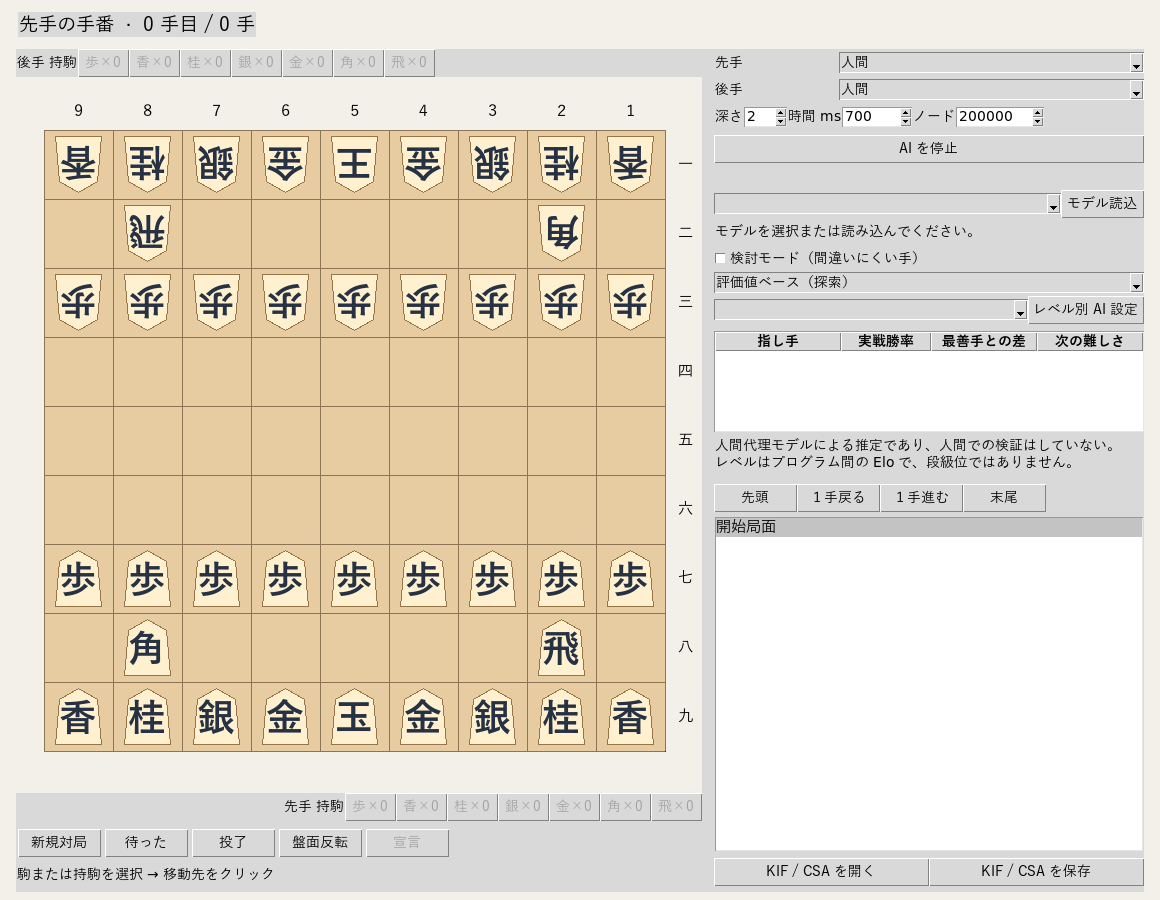 先手の手番 · 0 手目 / 0 手
後手 持駒 歩×0 香×0 桂×0 銀×0 金×0 角×0 飛×0
9 8 7 6 5 4 3 2 1
香 桂 銀 金 王 金 銀 桂 香 一
飛 角 二
歩 歩 歩 歩 歩 歩 歩 歩 歩 三
四
五
六
歩 歩 歩 歩 歩 歩 歩 歩 歩 七
角 飛 八
香 桂 銀 金 玉 金 銀 桂 香 九
先手 持駒 歩×0 香×0 桂×0 銀×0 金×0 角×0 飛×0
新規対局 待った 投了 盤面反転 宣言
駒または持駒を選択 → 移動先をクリック
先手 人間
後手 人間
深さ 2 時間 ms 700 ノード 200000
AI を停止
モデル読込
モデルを選択または読み込んでください。
検討モード（間違いにくい手）
評価値ベース（探索）
レベル別 AI 設定
指し手 実戦勝率 最善手との差 次の難しさ
人間代理モデルによる推定であり、人間での検証はしていない。
レベルはプログラム間の Elo で、段級位ではありません。
先頭 1 手戻る 1 手進む 末尾
開始局面
KIF / CSA を開く KIF / CSA を保存